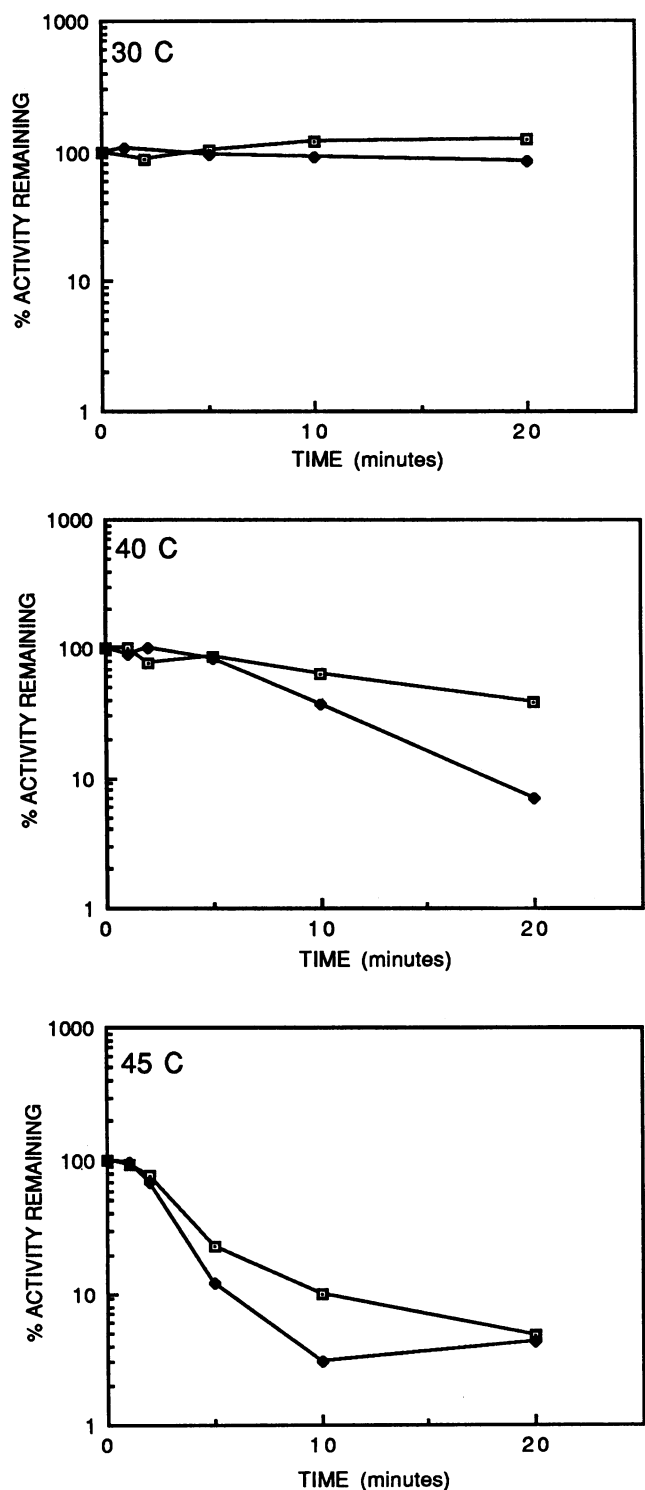 1000
30 C
100
10
1
% ACTIVITY REMAINING
0 10 20
TIME (minutes)
1000
40 C
100
10
1
% ACTIVITY REMAINING
0 10 20
TIME (minutes)
1000
45 C
100
10
1
% ACTIVITY REMAINING
0 10 20
TIME (minutes)